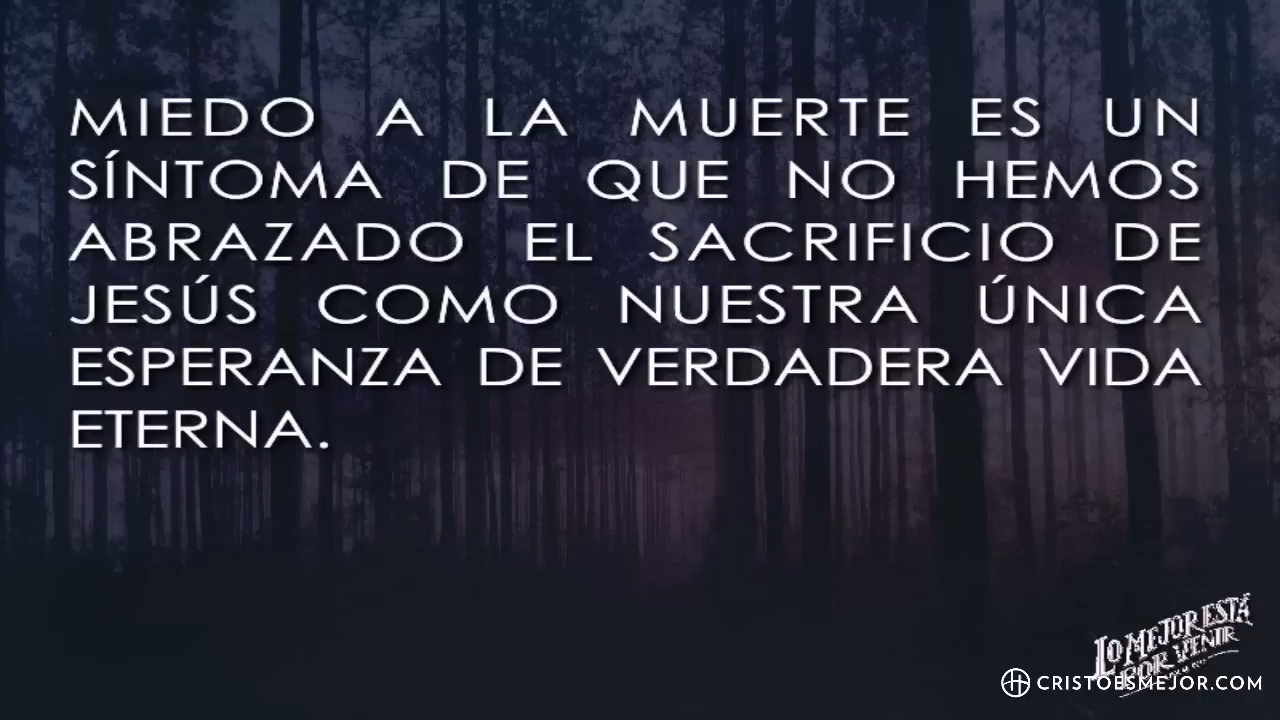 MIEDO A LA MUERTE ES UN
SÍNTOMA DE QUE NO HEMOS
ABRAZADO EL SACRIFICIO DE
JESÚS COMO NUESTRA ÚNICA
ESPERANZA DE VERDADERA VIDA
ETERNA.
LO MEJOR ESTÁ
POR VENIR
CRISTOESMEJOR.COM